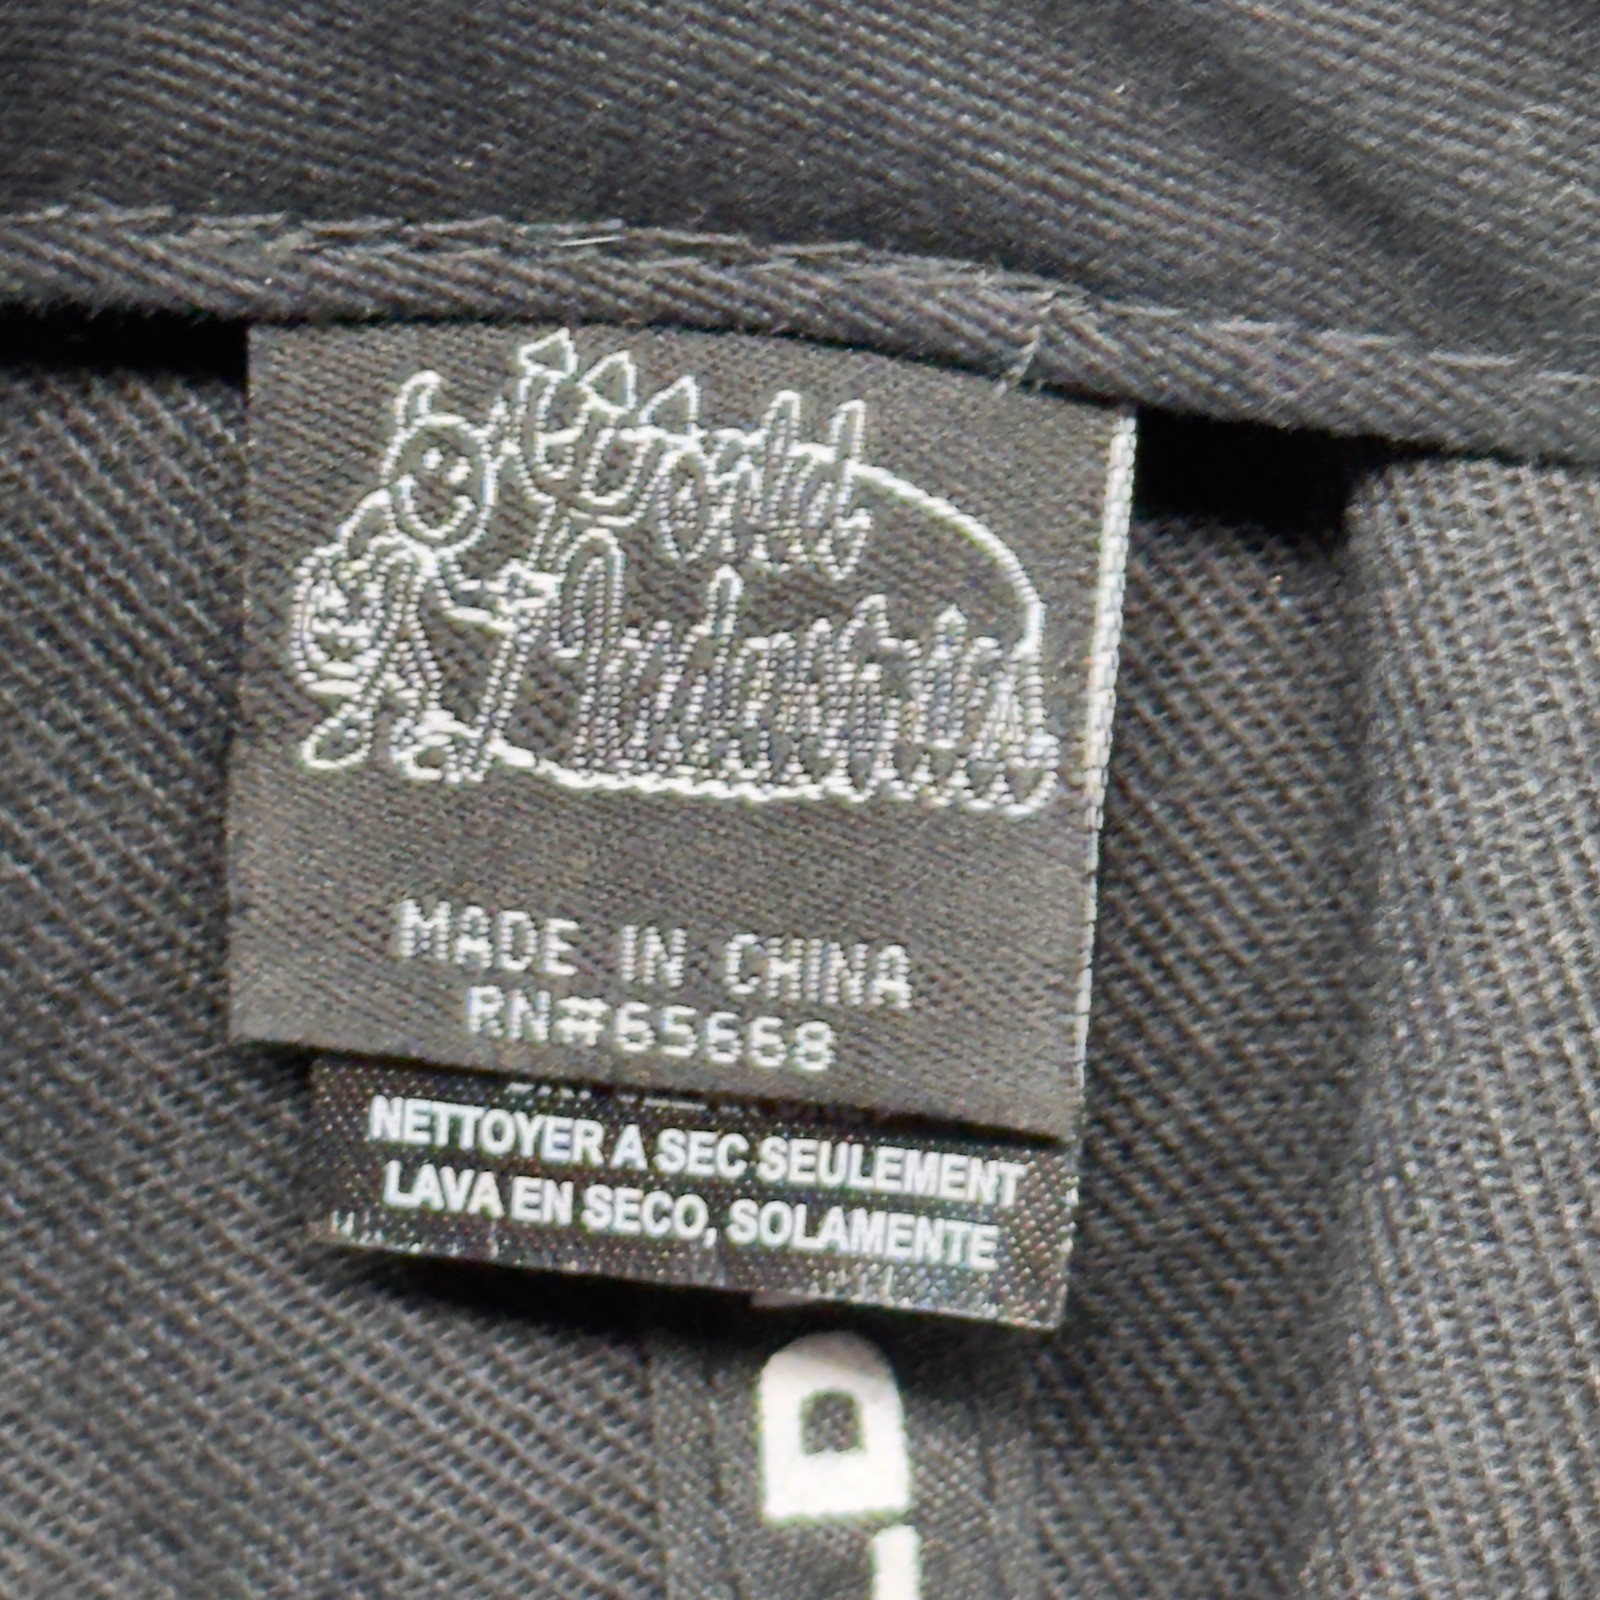 MADE IN CHINA
RN#65668
NETTOYER A SEC SEULEMENT
LAVA EN SECO, SOLAMENTE
D